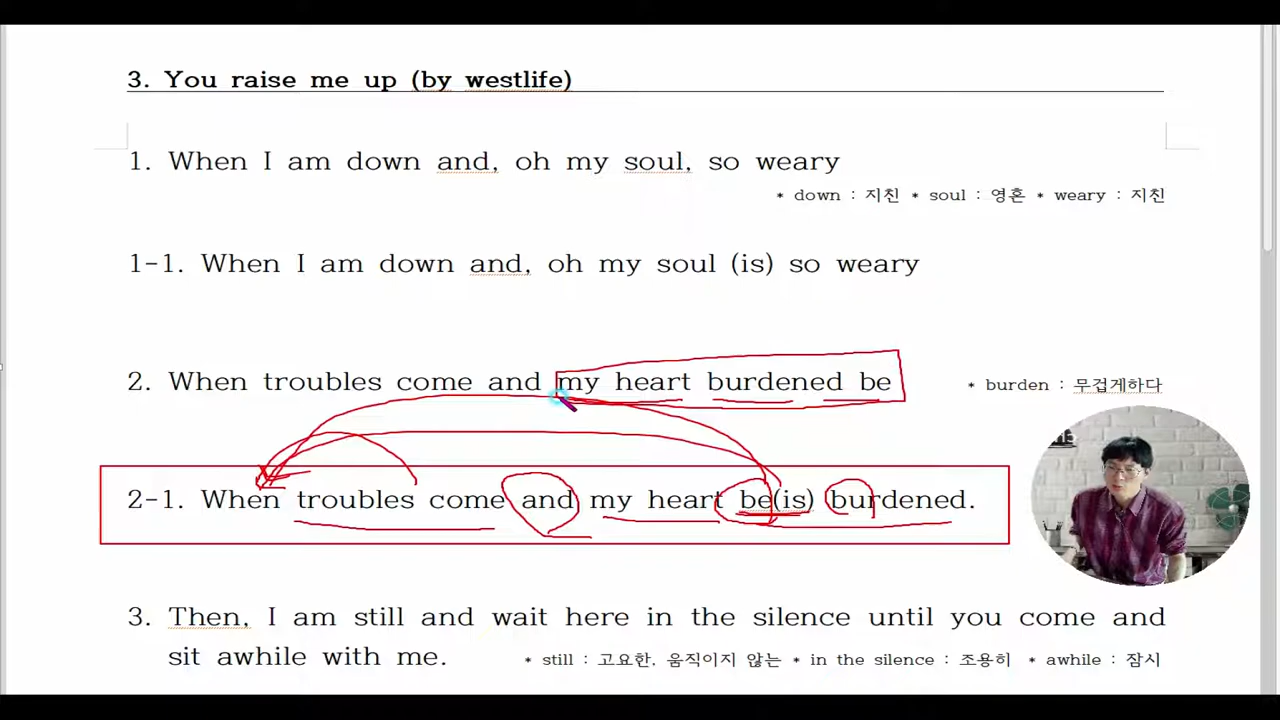 3. You raise me up (by westlife)
1. When I am down and, oh my soul, so weary
* down : 지친 * soul : 영혼 * weary : 지친
1-1. When I am down and, oh my soul (is) so weary
2. When troubles come and my heart burdened be
* burden : 무겁게하다
2-1. When troubles come and my heart be(is) burdened.
3. Then, I am still and wait here in the silence until you come and
sit awhile with me.
* still : 고요한, 움직이지 않는 * in the silence : 조용히 * awhile : 잠시